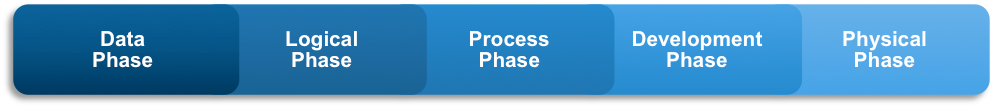 Data
Phase
Logical
Phase
Process
Phase
Development
Phase
Physical
Phase